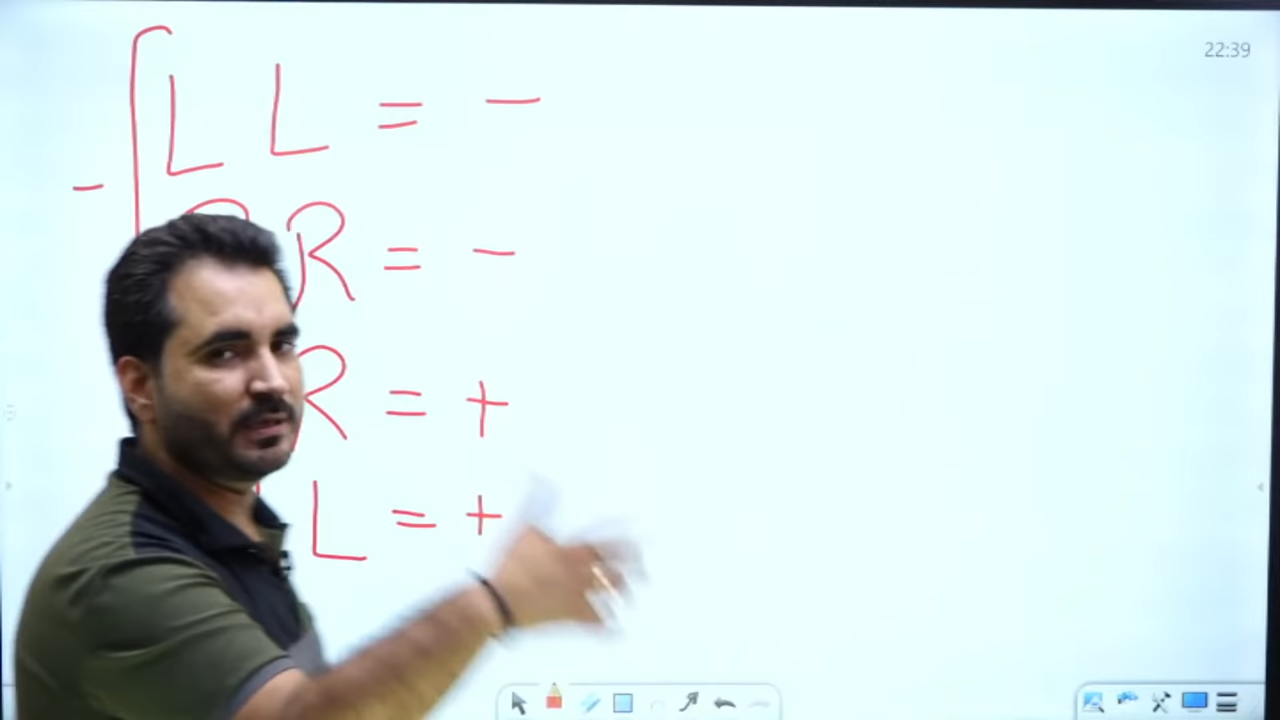 22:39
L L = -
-
R = -
R = +
L = +